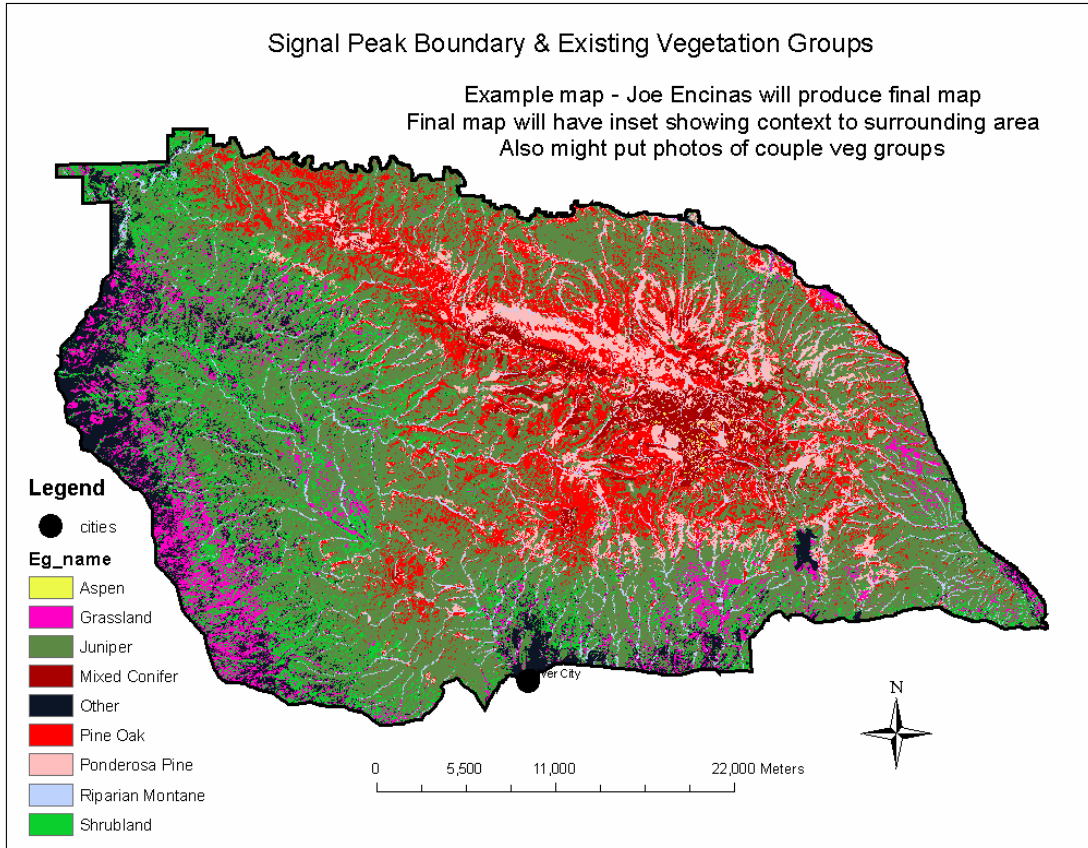 Signal Peak Boundary & Existing Vegetation Groups
Example map - Joe Encinas will produce final map
Final map will have inset showing context to surrounding area
Also might put photos of couple veg groups
Legend
cities
Eg_name
Aspen
Grassland
Juniper
Mixed Conifer
Other
Pine Oak
Ponderosa Pine
Riparian Montane
Shrubland
ver City
N
0 5,500 11,000 22,000 Meters